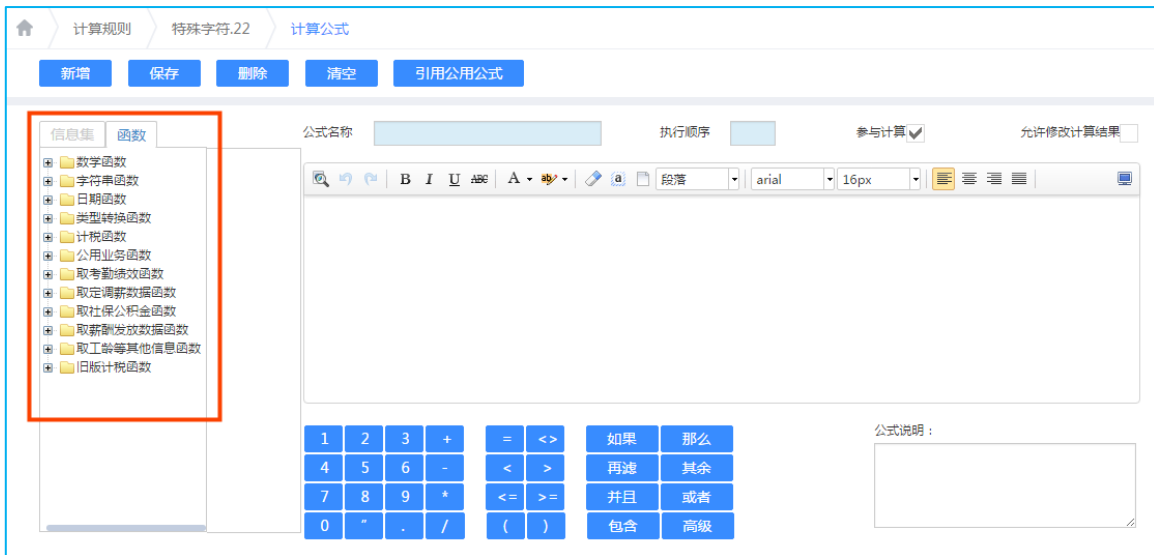 计算规则 特殊字符.22 计算公式
新增 保存 删除 清空 引用公用公式
信息集 函数
公式名称 执行顺序 参与计算 允许修改计算结果
数学函数
字符串函数
日期函数
类型转换函数
计税函数
公用业务函数
取考勤绩效函数
取定调薪数据函数
取社保公积金函数
取薪酬发放数据函数
取工龄等其他信息函数
旧版计税函数
B I U ABC A ab a 段落 arial 16px
1 2 3 + = <> 如果 那么
4 5 6 - < > 再滤 其余
7 8 9 * <= >= 并且 或者
0 " . / ( ) 包含 高级
公式说明：